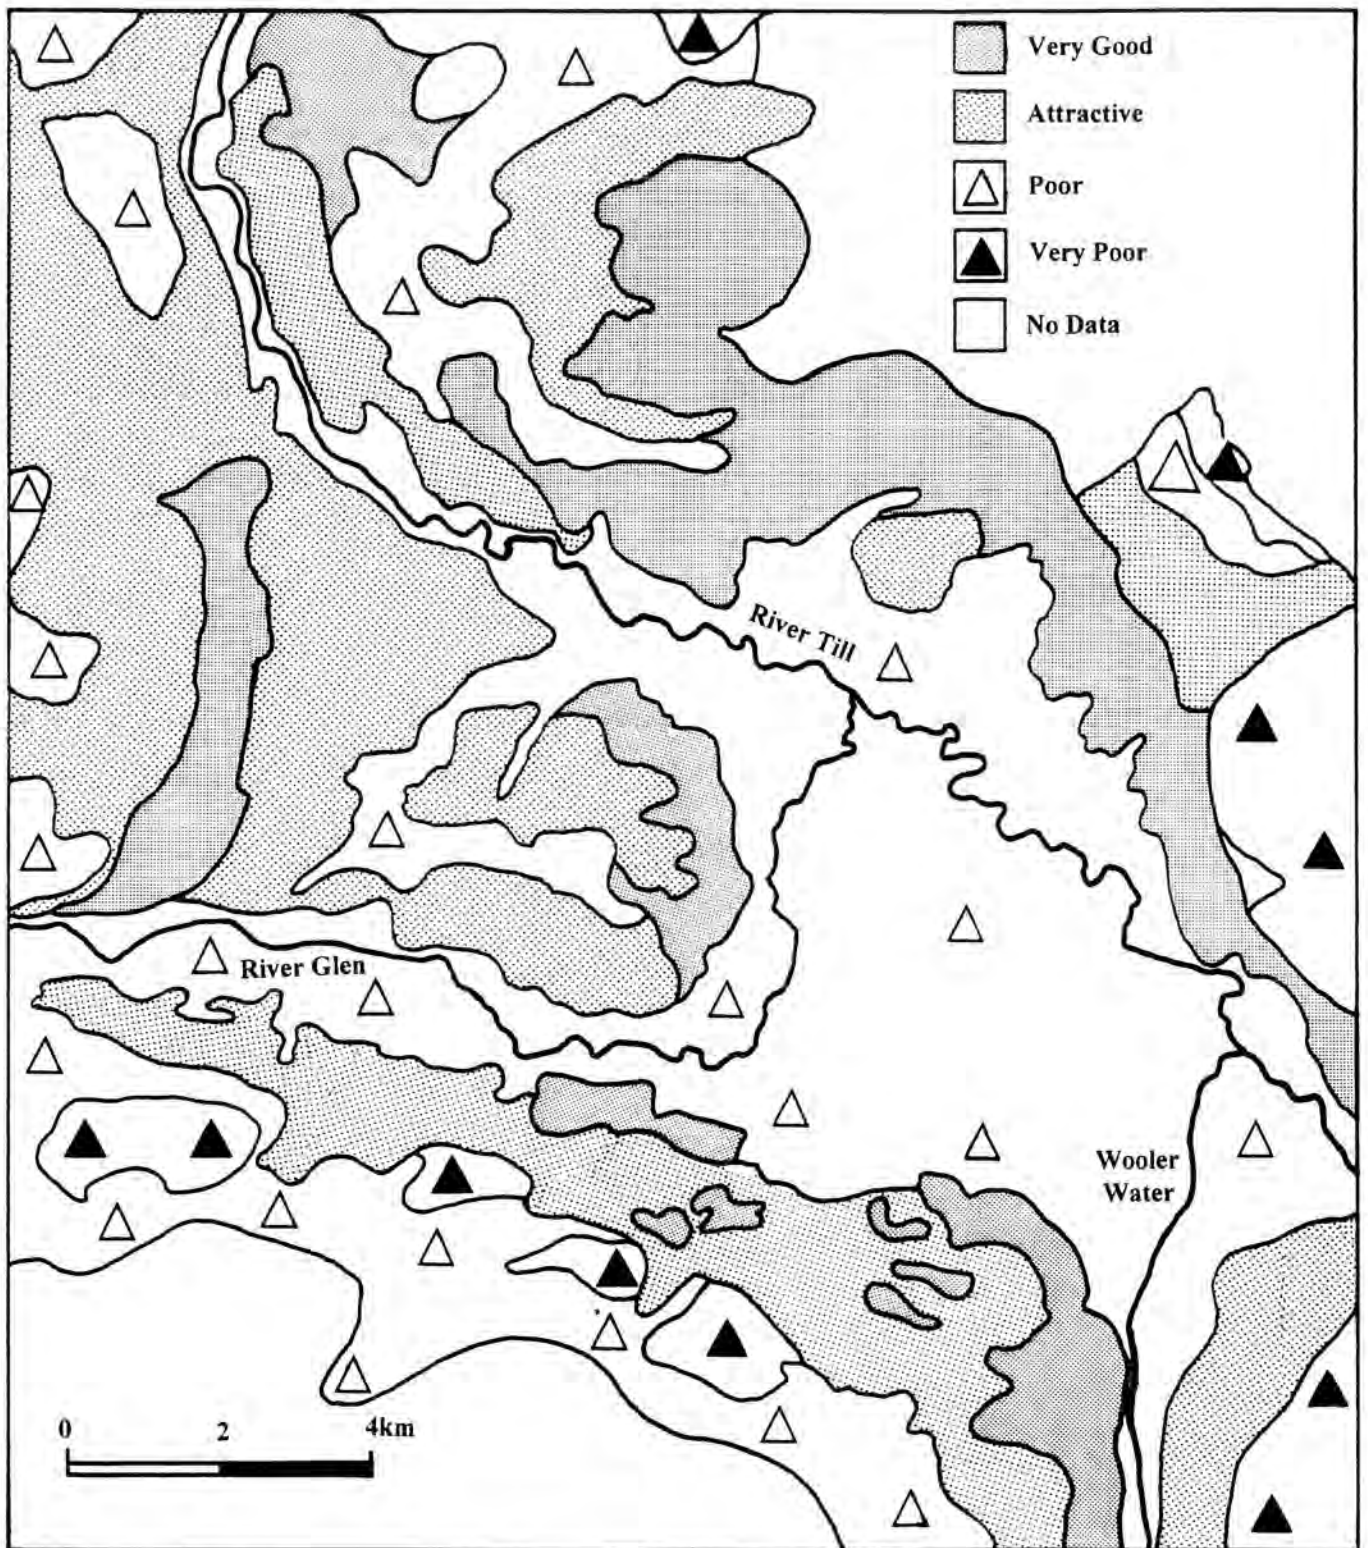 Very Good
Attractive
Poor
Very Poor
No Data
River Till
River Glen
Wooler
Water
0 2 4km